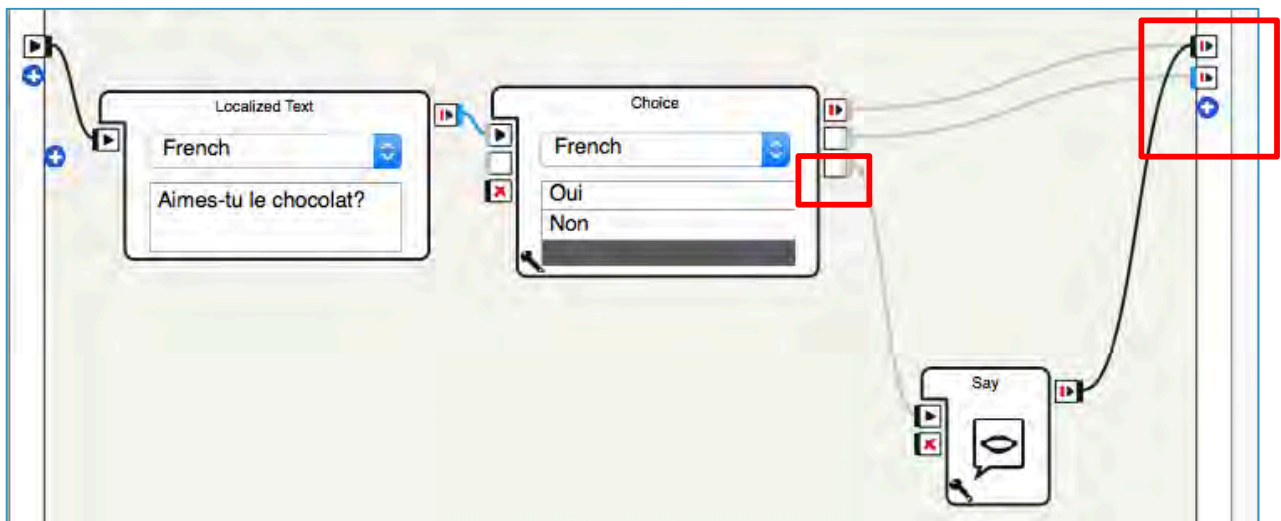 Localized Text
French
Aimes-tu le chocolat?
Choice
French
Oui
Non
Say